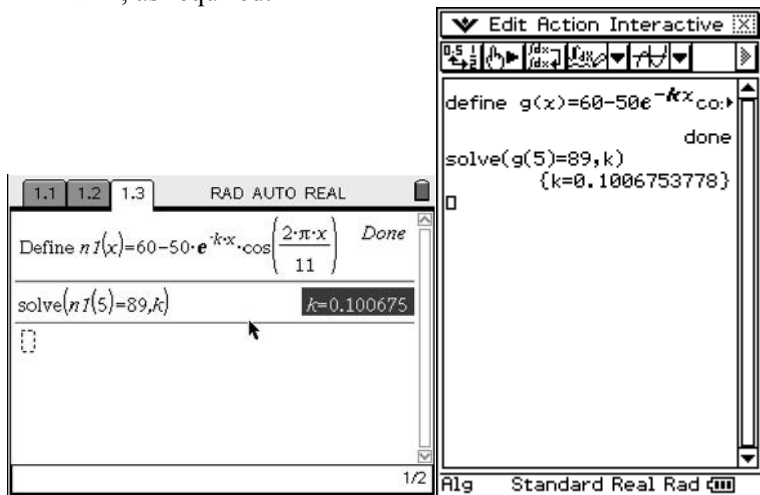 , as required.
1.1 1.2 1.3 RAD AUTO REAL
Define n1(x)=60-50·e^-k·x·cos(2·π·x/11) Done
solve(n1(5)=89,k) k=0.100675
1/2
Edit Action Interactive
define g(x)=60-50e^-kx co
done
solve(g(5)=89,k)
{k=0.1006753778}
Alg Standard Real Rad